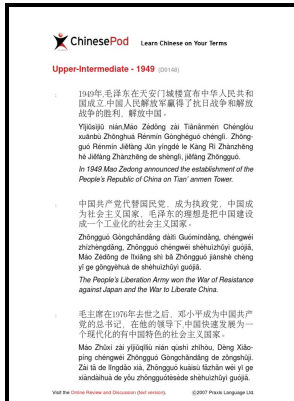 ChinesePod Learn Chinese on Your Terms
Upper-Intermediate - 1949 (D0148)
1949年,毛泽东在天安门城楼宣布中华人民共和
国成立,中国人民解放军赢得了抗日战争和解放
战争的胜利，解放中国。
Yījiǔsìjiǔ nián,Máo Zédōng zài Tiānānmén Chénglóu
xuānbù Zhōnghuá Rénmín Gònghéguó chénglì. Zhōng-
guó Rénmín Jiěfàng Jūn yíngdé le Kàng Rì Zhànzhēng
hé Jiěfàng Zhànzhēng de shènglì, jiěfàng Zhōngguó.
In 1949 Mao Zedong announced the establishment of the
People's Republic of China on Tian' anmen Tower.
中国共产党代替国民党，成为执政党，中国成
为社会主义国家，毛泽东的理想是把中国建设
成一个工业化的社会主义国家。
Zhōngguó Gòngchǎndǎng dàitì Guómíndǎng, chéngwéi
zhízhèngdǎng, Zhōngguó chéngwéi shèhuìzhǔyì guójiā,
Máo Zédōng de lǐxiǎng shì bǎ Zhōngguó jiànshè chéng
yī ge gōngyèhuà de shèhuìzhǔyì guójiā.
The People's Liberation Army won the War of Resistance
against Japan and the War to Liberate China.
毛主席在1976年去世之后，邓小平成为中国共产
党的总书记，在他的领导下,中国快速发展为一
个现代化的有中国特色的社会主义国家。
Máo Zhǔxí zài yījiǔqīliù nián qùshì zhīhòu, Dèng Xiǎo-
píng chéngwéi Zhōngguó Gòngchǎndǎng de zǒngshūji.
Zài tā de lǐngdǎo xià, Zhōngguó kuàisù fāzhǎn wéi yī ge
xiàndàihuà de yǒu zhōngguótèsède shèhuìzhǔyì guójiā.
Visit the Online Review and Discussion (text version). ©2007 Praxis Language Ltd.